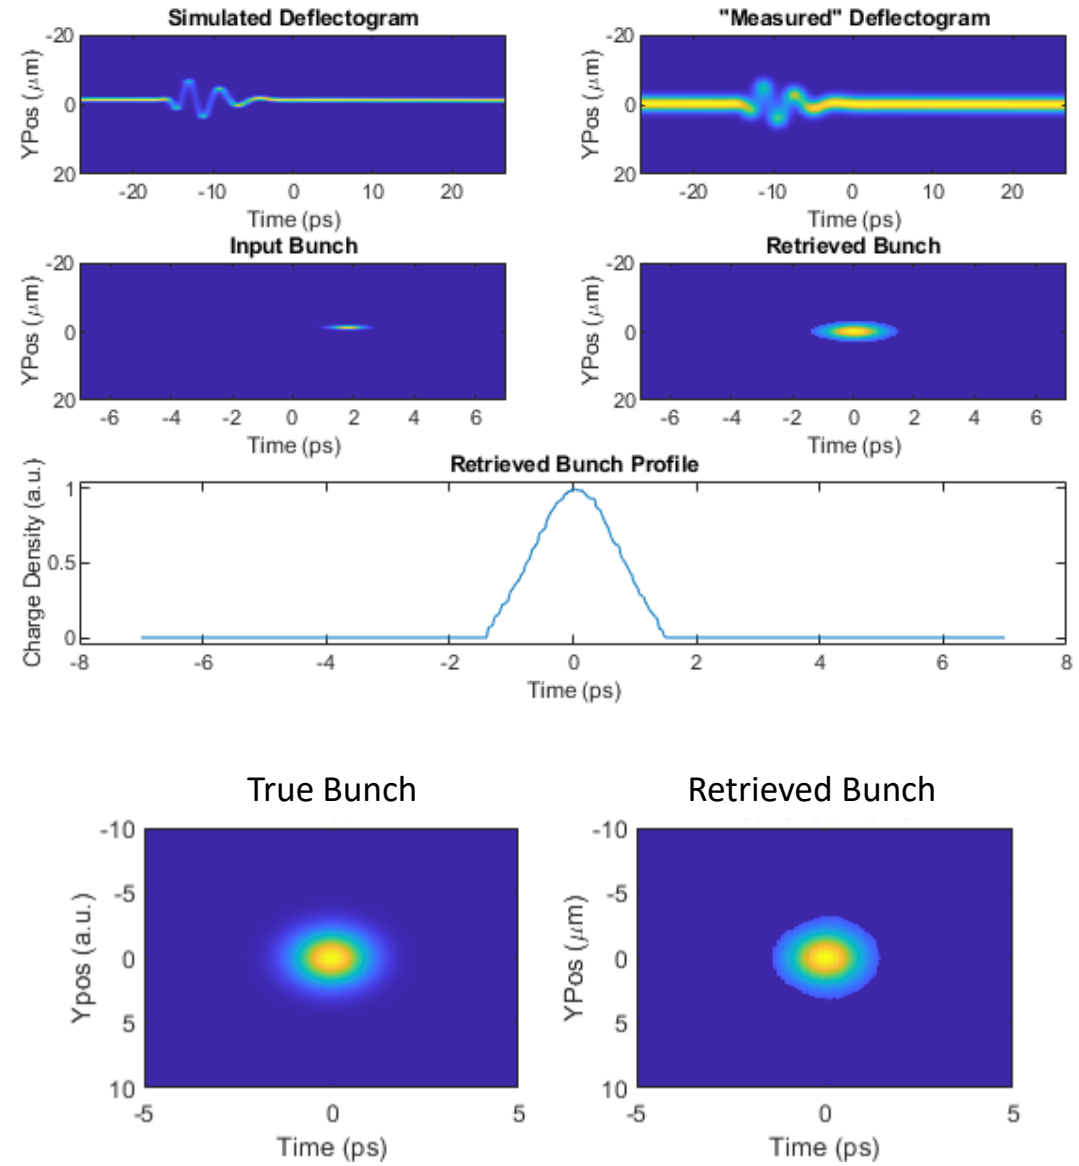 Simulated Deflectogram
"Measured" Deflectogram
YPos (μm)
-20
0
20
-20 -10 0 10 20
Time (ps)
YPos (μm)
-20
0
20
-20 -10 0 10 20
Time (ps)
Input Bunch
Retrieved Bunch
YPos (μm)
-20
0
20
-6 -4 -2 0 2 4 6
Time (ps)
YPos (μm)
-20
0
20
-6 -4 -2 0 2 4 6
Time (ps)
Retrieved Bunch Profile
Charge Density (a.u.)
1
0.5
0
-8 -6 -4 -2 0 2 4 6 8
Time (ps)
True Bunch
Retrieved Bunch
Ypos (a.u.)
-10
-5
0
5
10
-5 0 5
Time (ps)
YPos (μm)
-10
-5
0
5
10
-5 0 5
Time (ps)